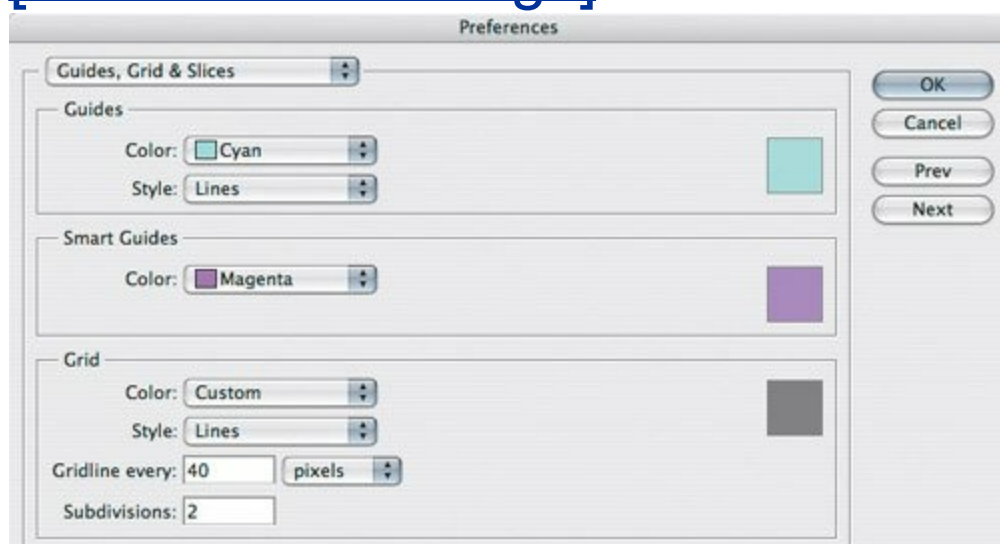 Preferences
Guides, Grid & Slices
OK
Guides
Cancel
Color: Cyan
Prev
Style: Lines
Next
Smart Guides
Color: Magenta
Grid
Color: Custom
Style: Lines
Gridline every: 40 pixels
Subdivisions: 2